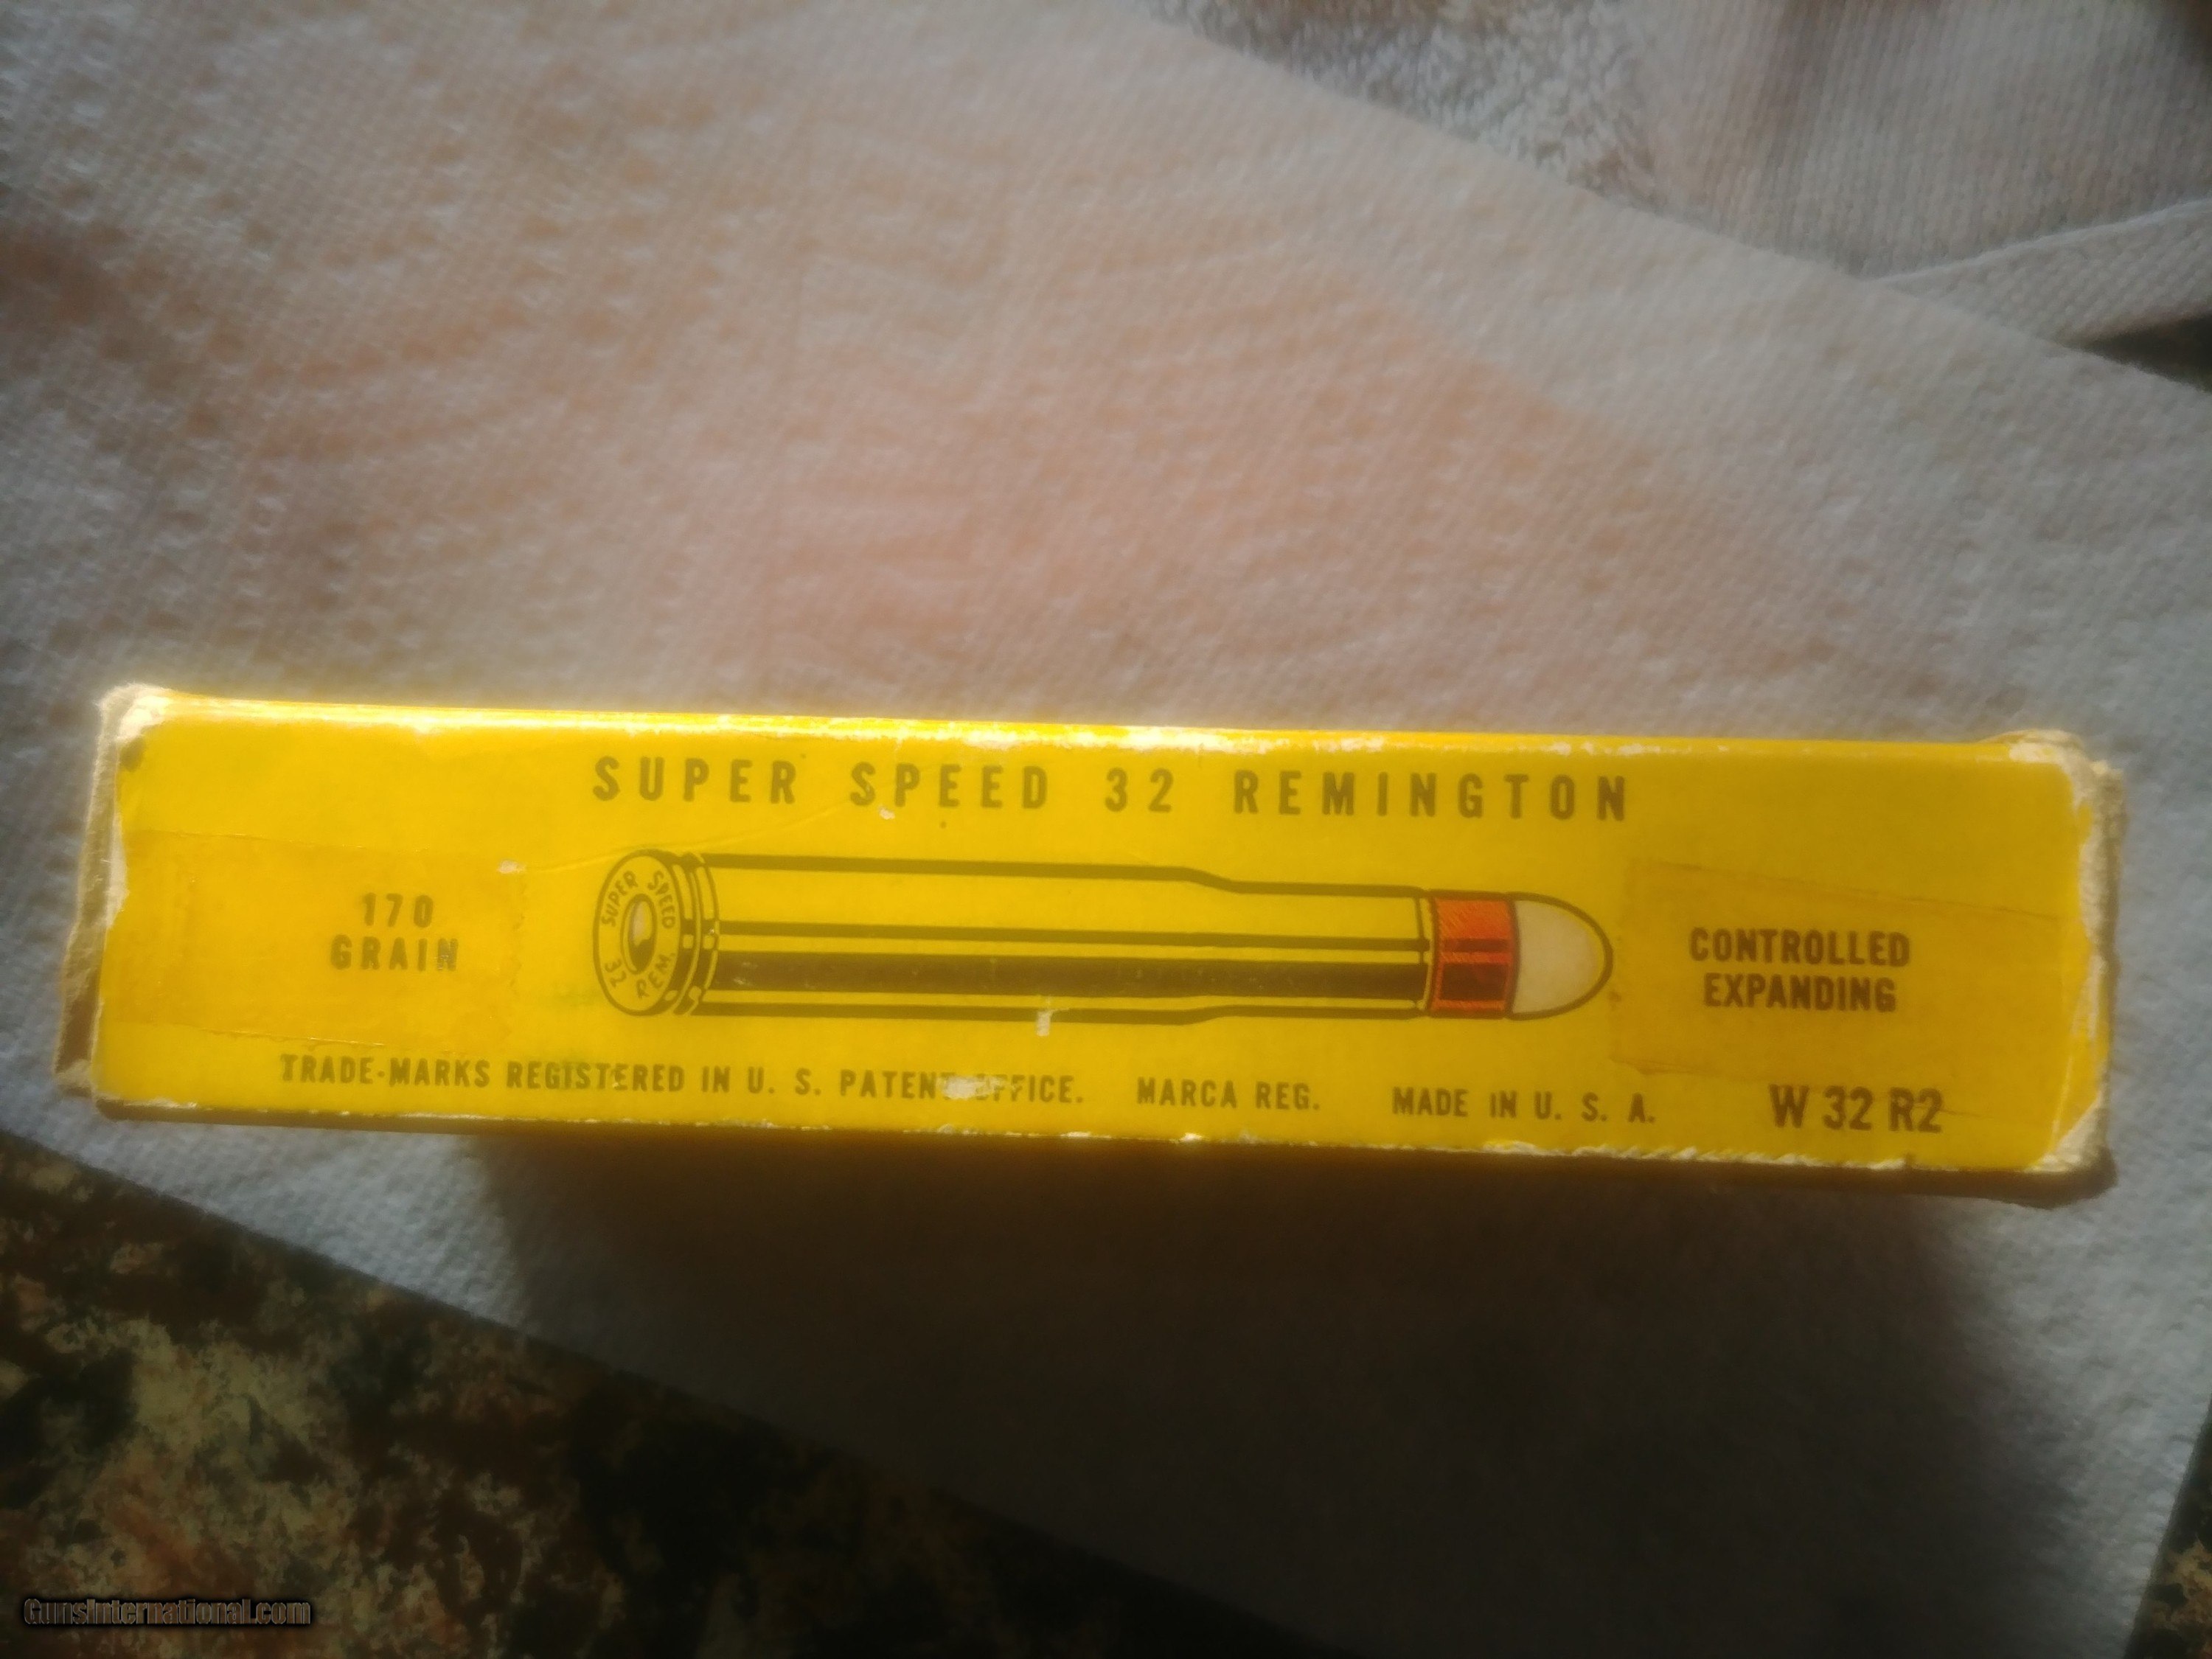 SUPER SPEED 32 REMINGTON
170
GRAIN
SUPER SPEED
32 REM.
CONTROLLED
EXPANDING
TRADE-MARKS REGISTERED IN U. S. PATENT OFFICE. MARCA REG. MADE IN U. S. A. W 32 R2
GunsInternational.com